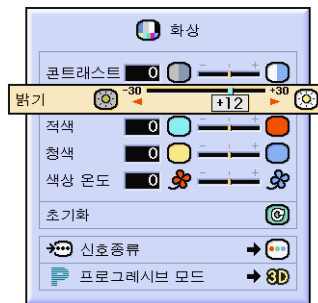 화상
콘트래스트 0 - +
밝기 -30 +12 +30
적색 0 - +
청색 0 - +
색상 온도 0 - +
초기화
신호종류
P 프로그레시브 모드 3D